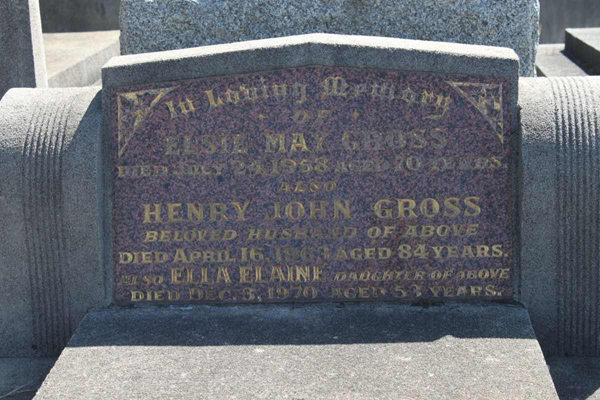 In Loving Memory
OF
ELSIE MAY GROSS
DIED JULY 24, 1958 AGED 70 YEARS
ALSO
HENRY JOHN GROSS
BELOVED HUSBAND OF ABOVE
DIED APRIL 16, AGED 84 YEARS.
ALSO ELLA ELAINE DAUGHTER OF ABOVE
DIED DEC. 3, 1970 AGED 53 YEARS.